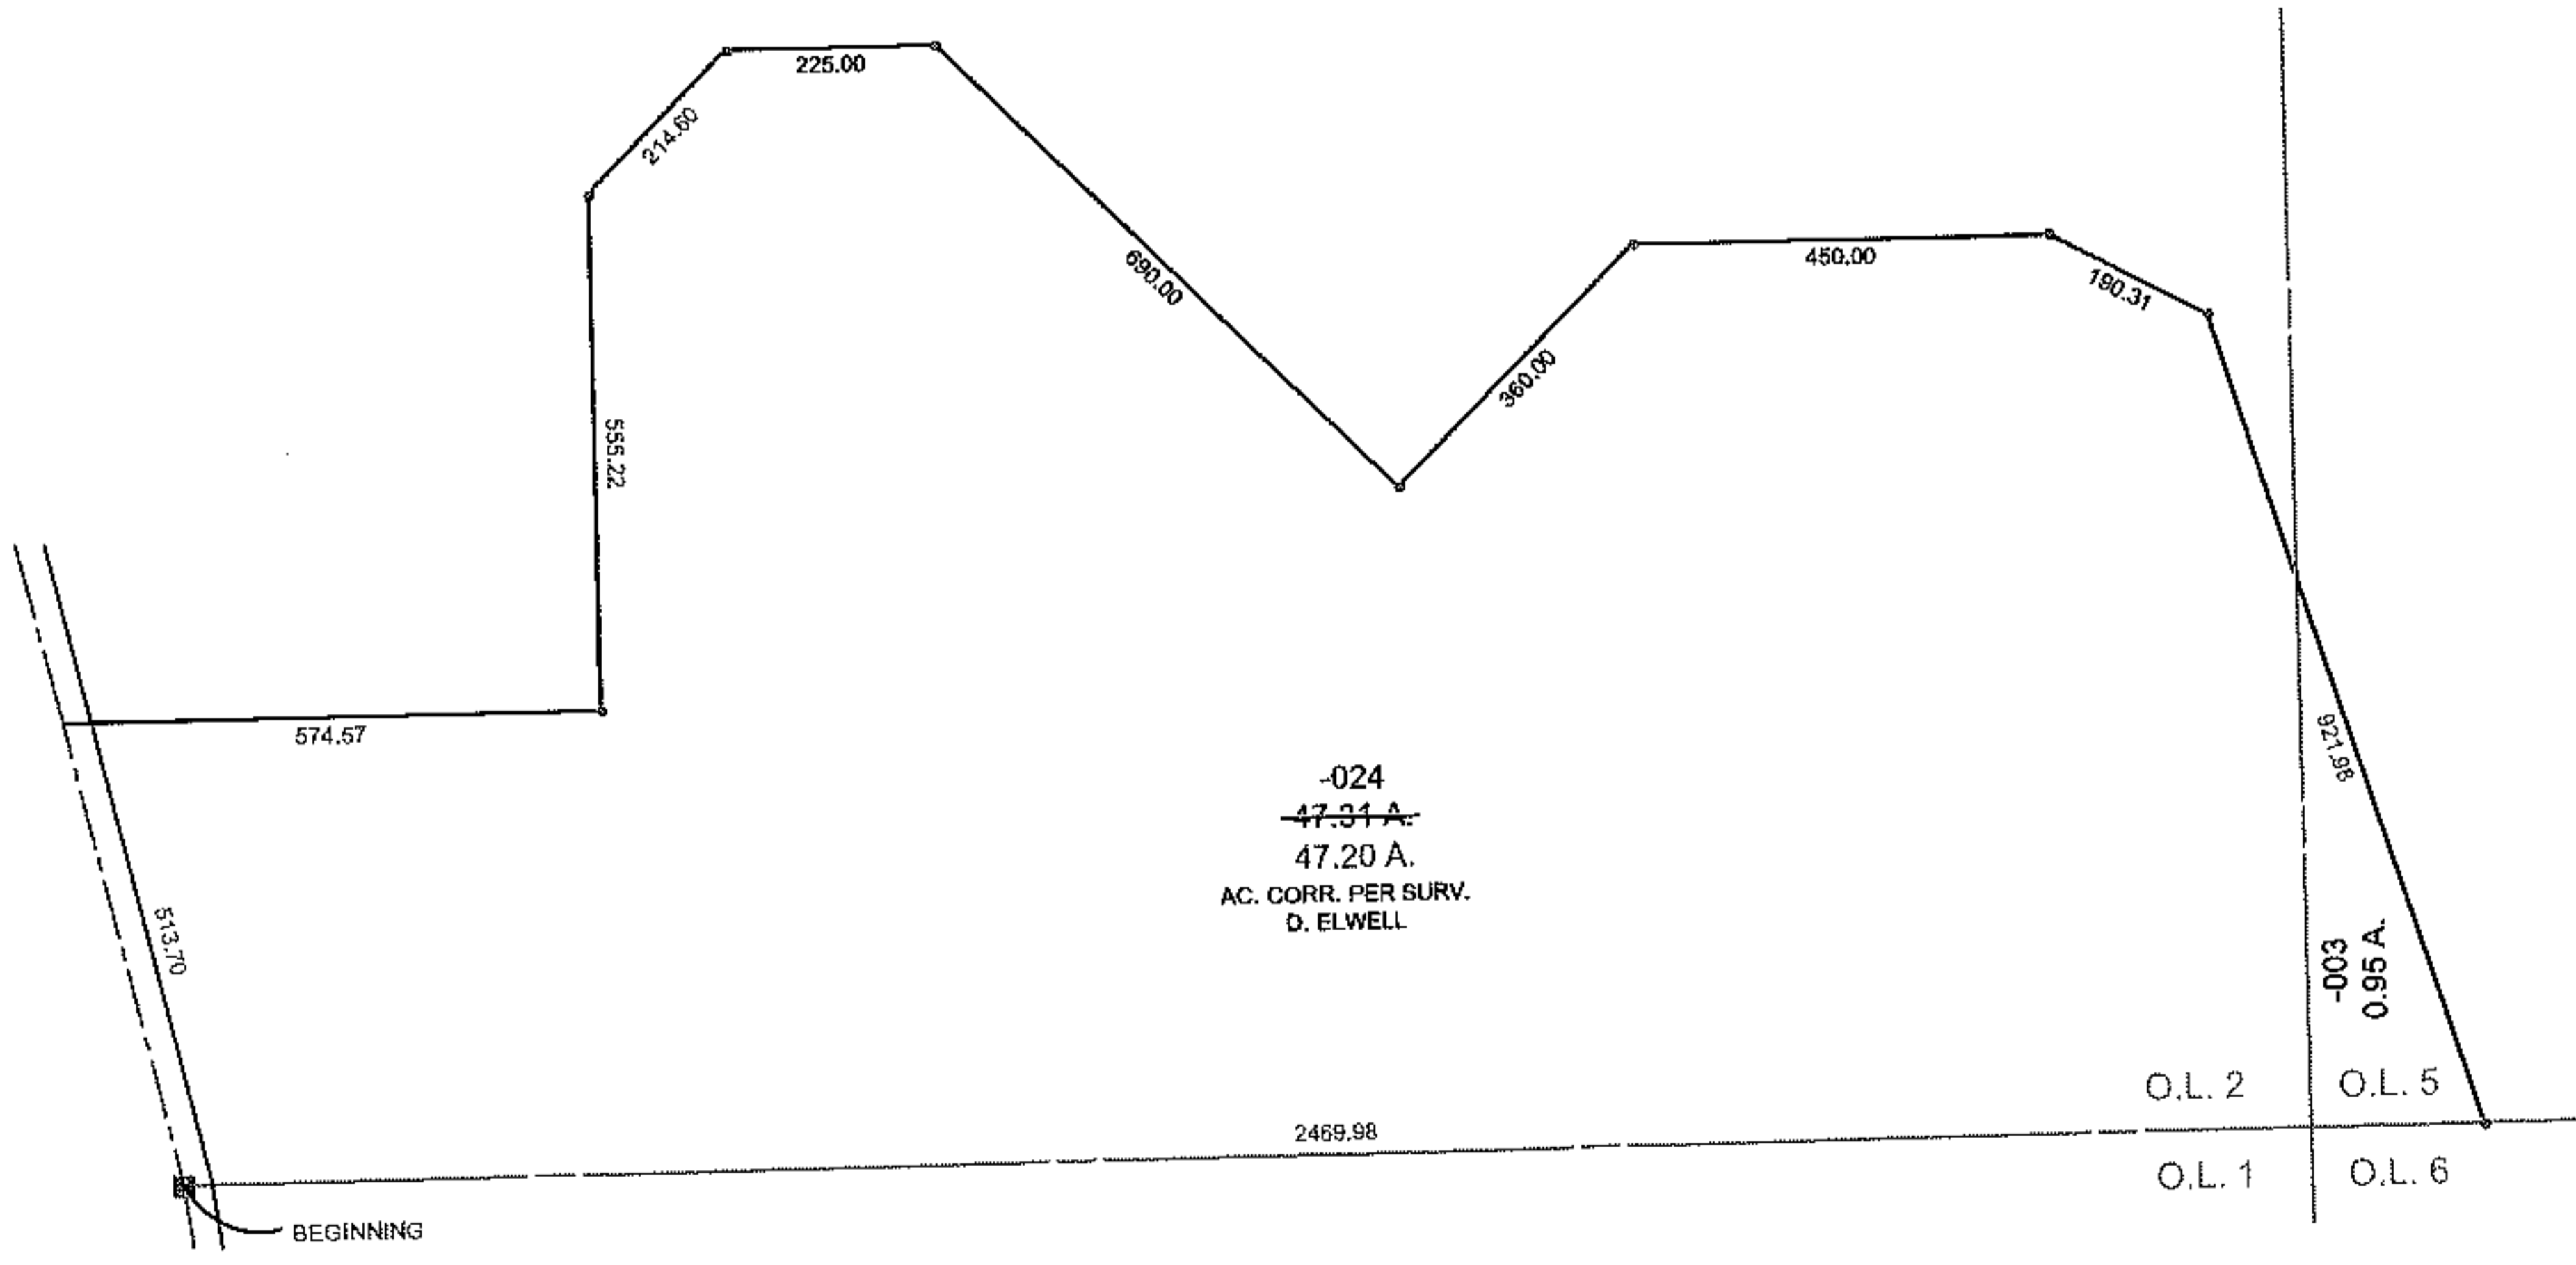 225.00
214.60
690.00
450.00
190.31
360.00
555.22
574.57
921.98
-024
47.31 A.
47.20 A.
AC. CORR. PER SURV.
D. ELWELL
513.70
-003
0.95 A.
O.L. 2
O.L. 5
2469.98
O.L. 1
O.L. 6
BEGINNING